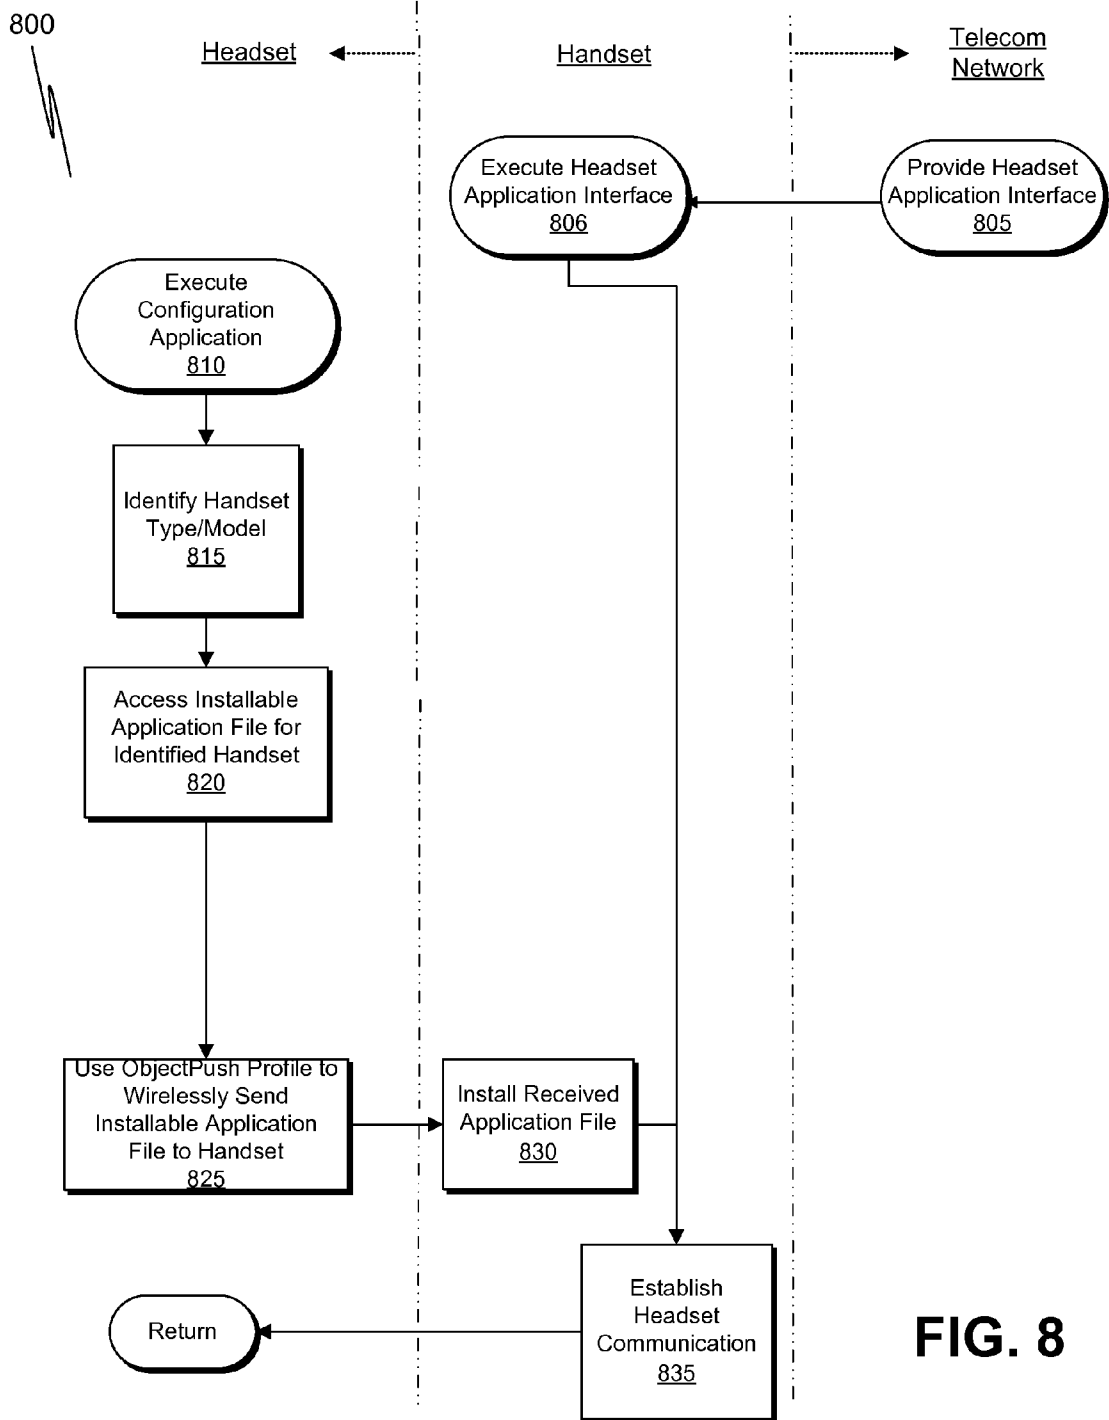 800
Headset
Handset
Telecom
Network
Execute Headset
Application Interface
806
Provide Headset
Application Interface
805
Execute
Configuration
Application
810
Identify Handset
Type/Model
815
Access Installable
Application File for
Identified Handset
820
Use ObjectPush Profile to
Wirelessly Send
Installable Application
File to Handset
825
Install Received
Application File
830
Establish
Headset
Communication
835
Return
FIG. 8